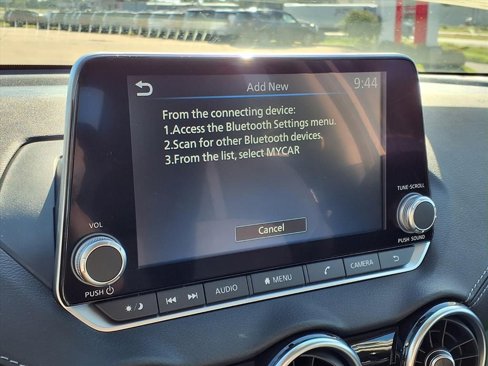 Add New
9:44
From the connecting device:
1.Access the Bluetooth Settings menu.
2.Scan for other Bluetooth devices.
3.From the list, select MYCAR
Cancel
VOL
PUSH
TUNE·SCROLL
PUSH SOUND
AUDIO
MENU
CAMERA